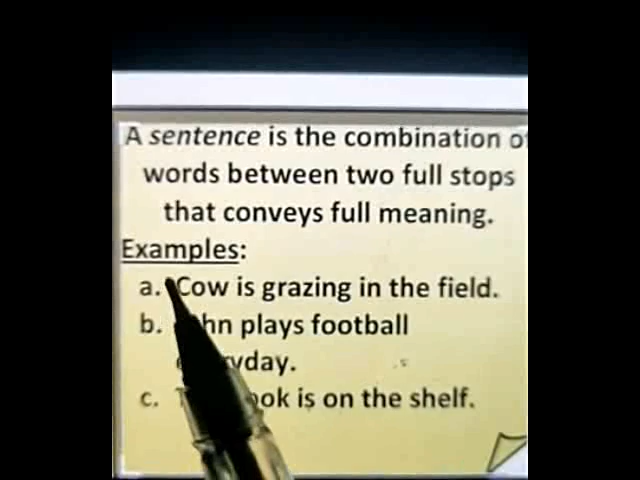 A sentence is the combination of
words between two full stops
that conveys full meaning.
Examples:
a. Cow is grazing in the field.
b. plays football
c. is on the shelf.